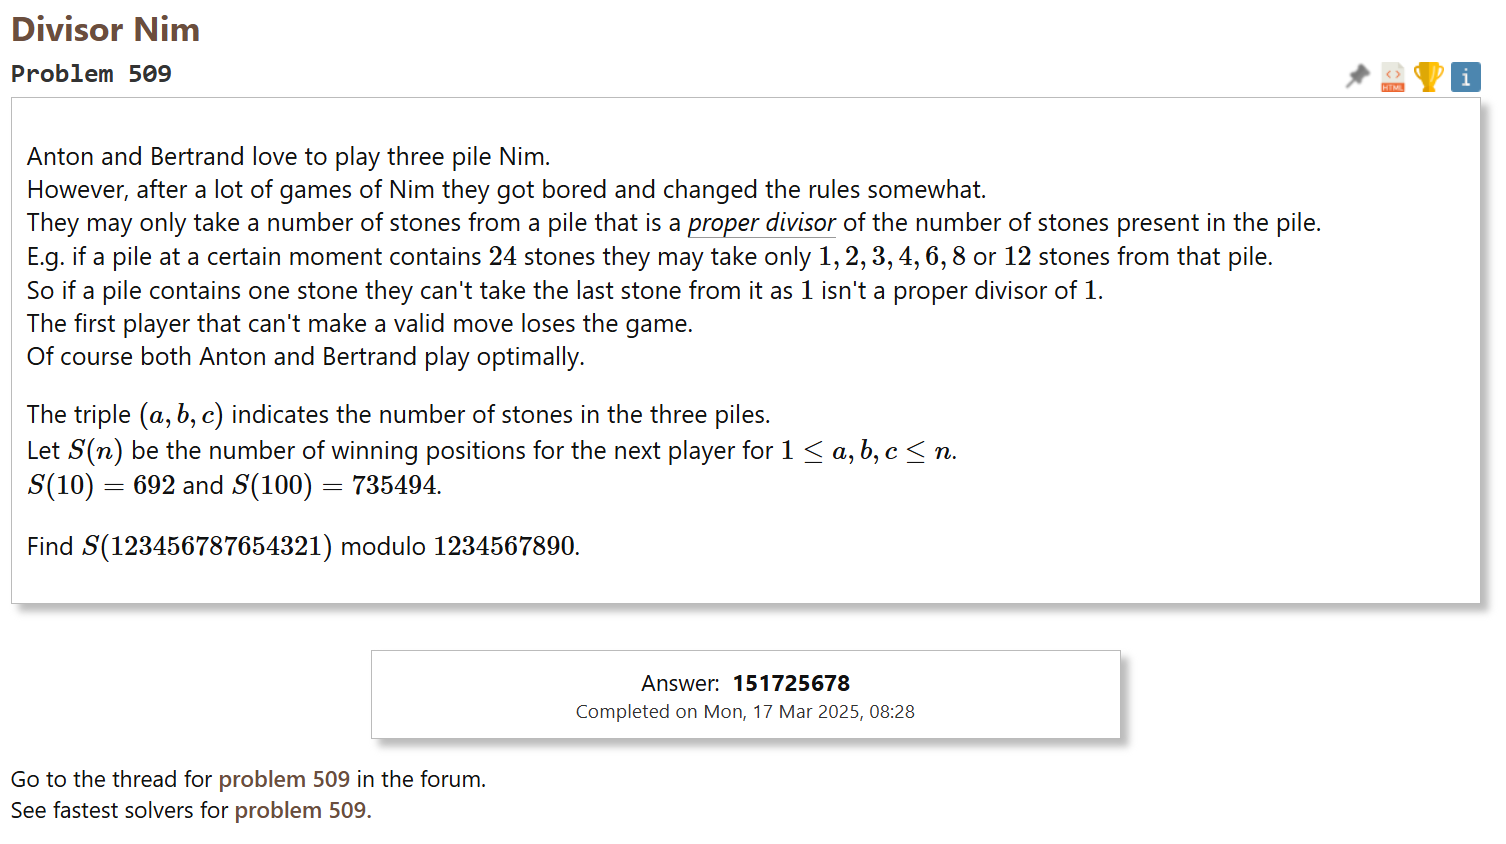 Divisor Nim
Problem 509
HTML
i
Anton and Bertrand love to play three pile Nim.
However, after a lot of games of Nim they got bored and changed the rules somewhat.
They may only take a number of stones from a pile that is a proper divisor of the number of stones present in the pile.
E.g. if a pile at a certain moment contains 24 stones they may take only 1, 2, 3, 4, 6, 8 or 12 stones from that pile.
So if a pile contains one stone they can't take the last stone from it as 1 isn't a proper divisor of 1.
The first player that can't make a valid move loses the game.
Of course both Anton and Bertrand play optimally.
The triple (a, b, c) indicates the number of stones in the three piles.
Let S(n) be the number of winning positions for the next player for 1 ≤ a, b, c ≤ n.
S(10) = 692 and S(100) = 735494.
Find S(123456787654321) modulo 1234567890.
Answer: 151725678
Completed on Mon, 17 Mar 2025, 08:28
Go to the thread for problem 509 in the forum.
See fastest solvers for problem 509.